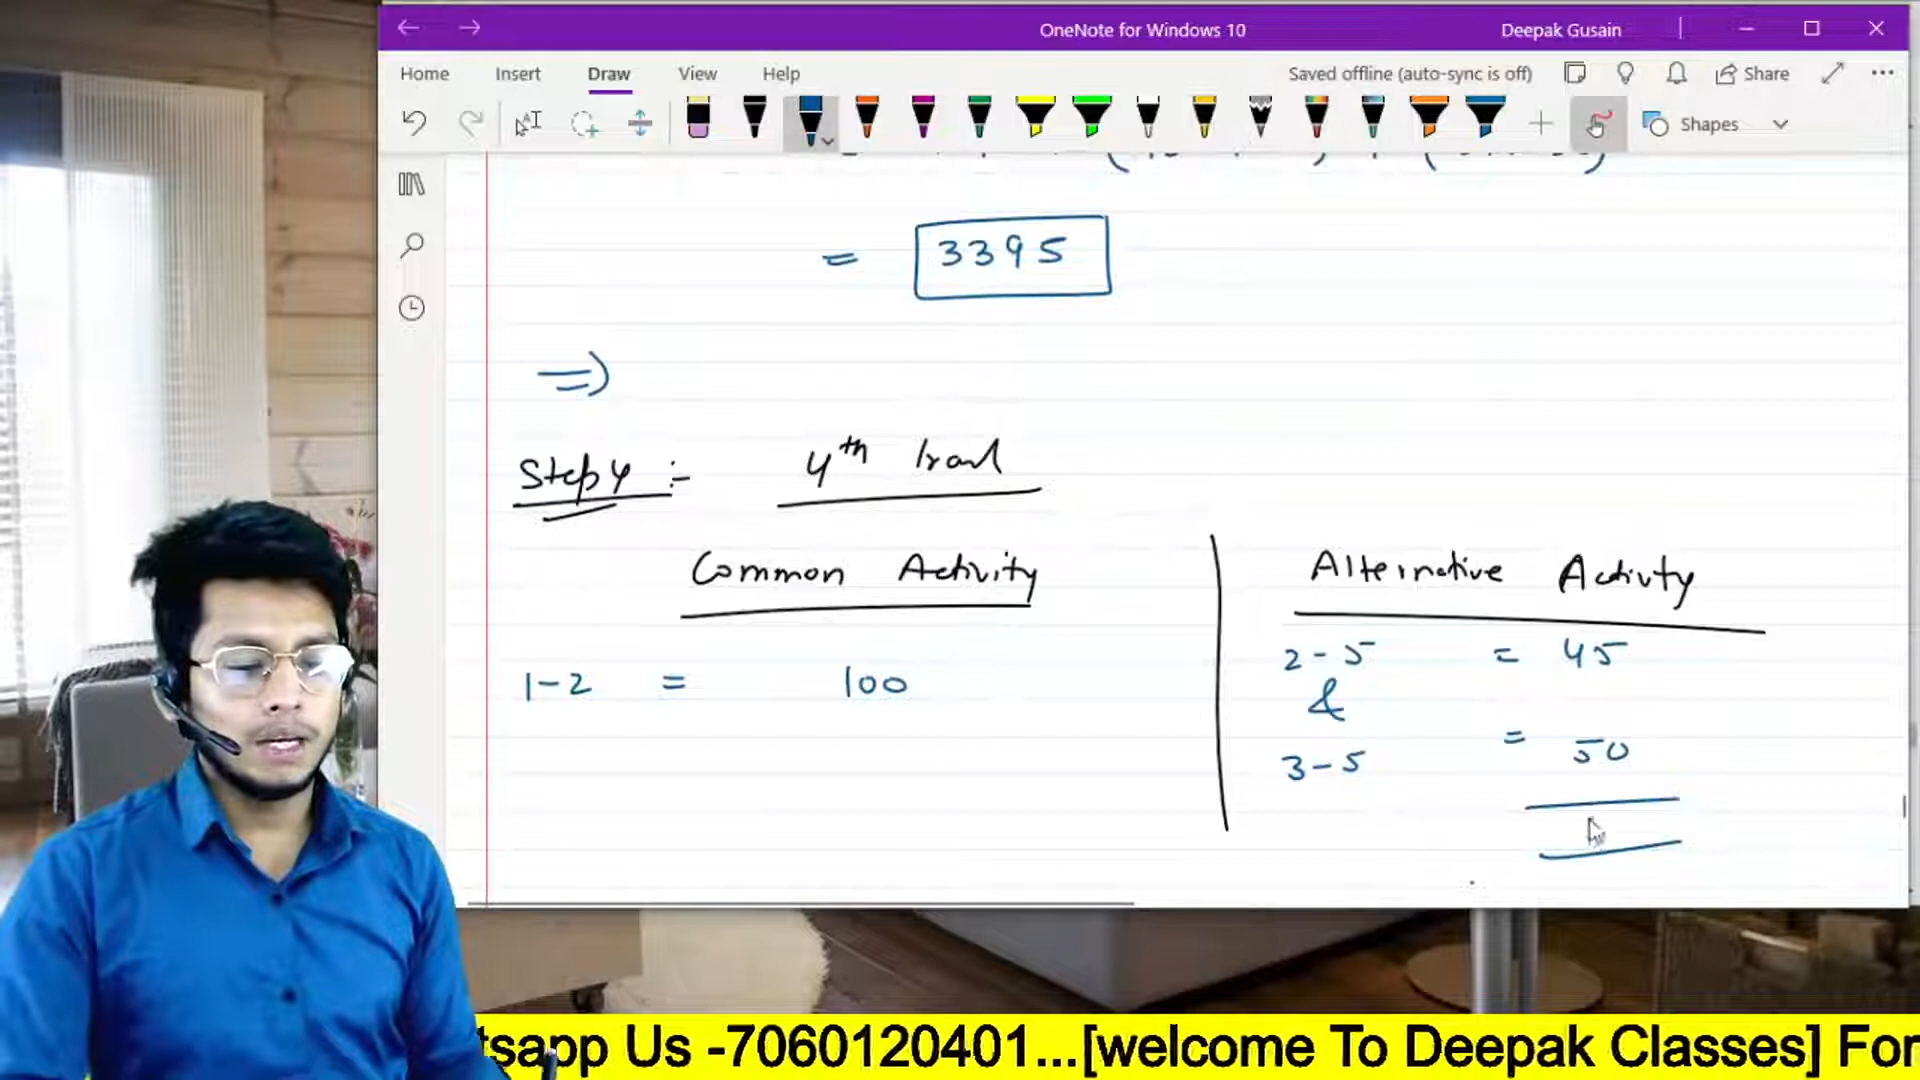 OneNote for Windows 10
Deepak Gusain
Home Insert Draw View Help
Saved offline (auto-sync is off) Share
Shapes
= 3395
=>
Step 4 :- 4th
Common Activity
Alternative Activty
1-2 = 100
2-5 = 45
&
3-5 = 50
tsapp Us -7060120401...[welcome To Deepak Classes] For